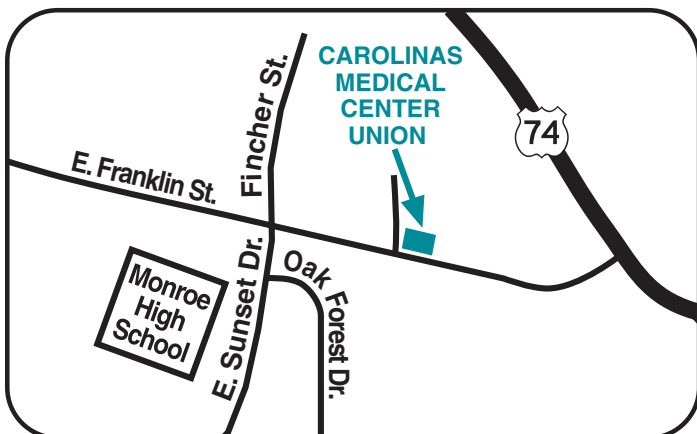 CAROLINAS
MEDICAL
CENTER
UNION
74
Fincher St.
E. Franklin St.
E. Sunset Dr.
Oak Forest Dr.
Monroe
High
School